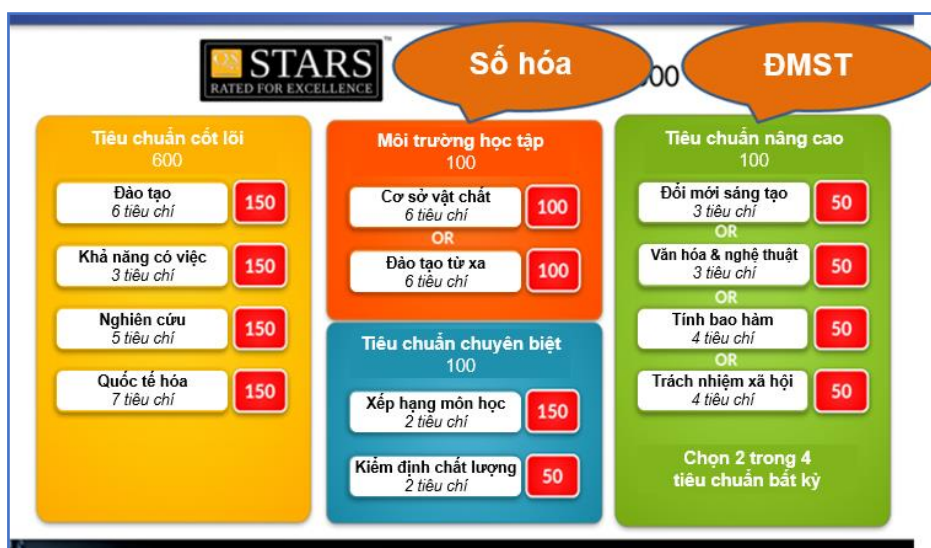 QS STARS™
RATED FOR EXCELLENCE
Số hóa
00
ĐMST
Tiêu chuẩn cốt lõi
600
Đào tạo
6 tiêu chí
150
Khả năng có việc
3 tiêu chí
150
Nghiên cứu
5 tiêu chí
150
Quốc tế hóa
7 tiêu chí
150
Môi trường học tập
100
Cơ sở vật chất
6 tiêu chí
100
OR
Đào tạo từ xa
6 tiêu chí
100
Tiêu chuẩn chuyên biệt
100
Xếp hạng môn học
2 tiêu chí
150
Kiểm định chất lượng
2 tiêu chí
50
Tiêu chuẩn nâng cao
100
Đổi mới sáng tạo
3 tiêu chí
50
OR
Văn hóa & nghệ thuật
3 tiêu chí
50
OR
Tính bao hàm
4 tiêu chí
50
OR
Trách nhiệm xã hội
4 tiêu chí
50
Chọn 2 trong 4
tiêu chuẩn bất kỳ